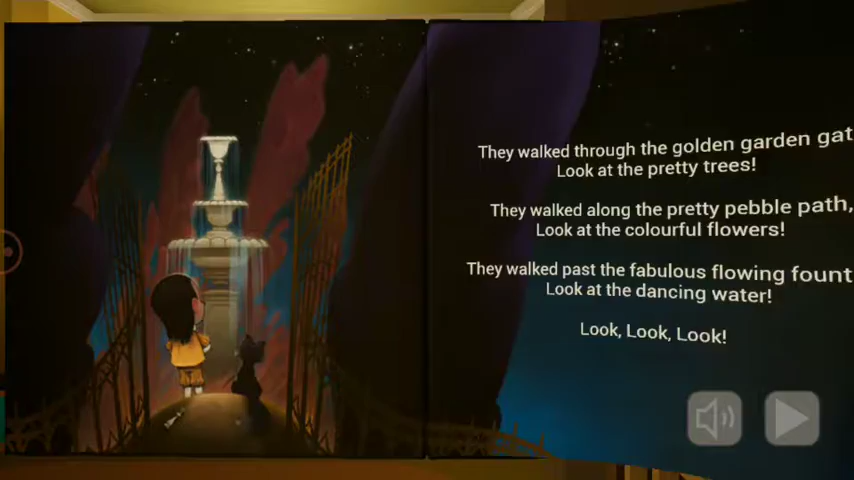 They walked through the golden garden gat
Look at the pretty trees!
They walked along the pretty pebble path,
Look at the colourful flowers!
They walked past the fabulous flowing fount
Look at the dancing water!
Look, Look, Look!